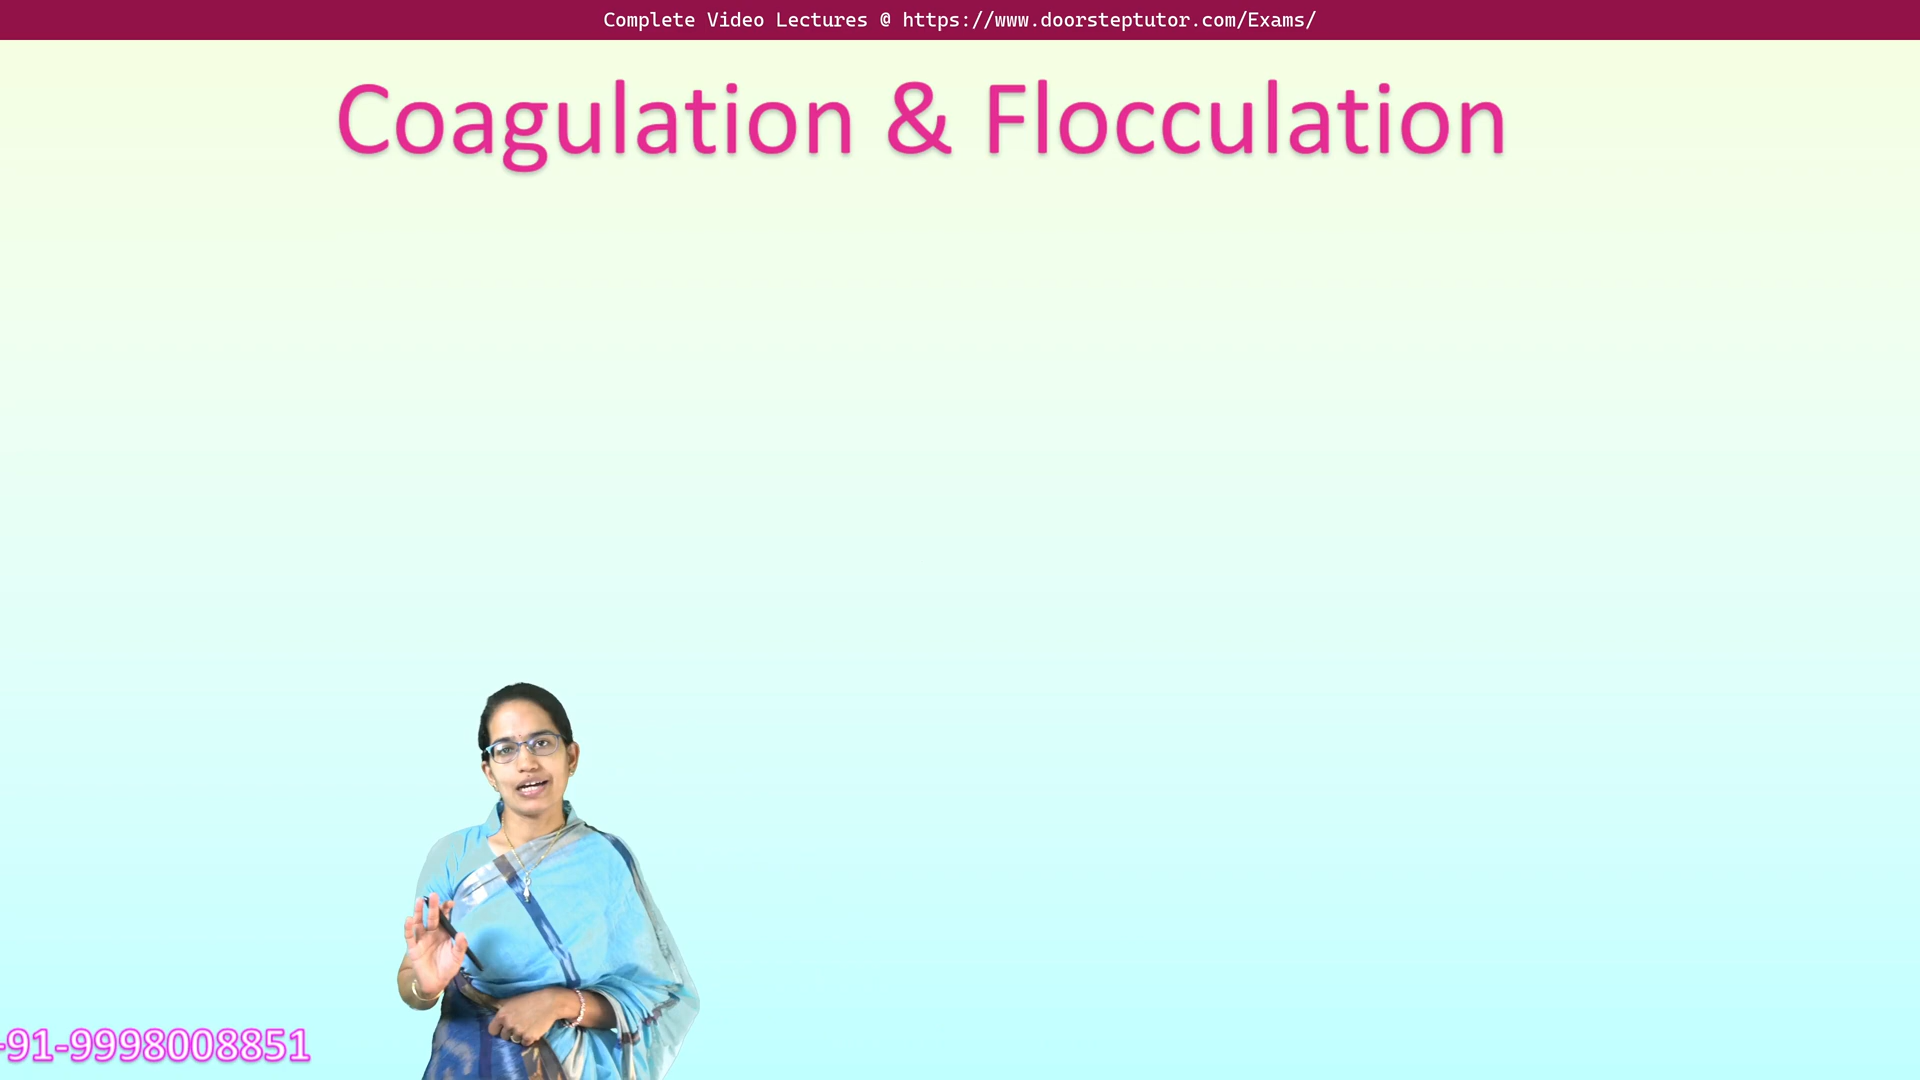 Complete Video Lectures @ https://www.doorsteptutor.com/Exams/
Coagulation & Flocculation
+91-9998008851